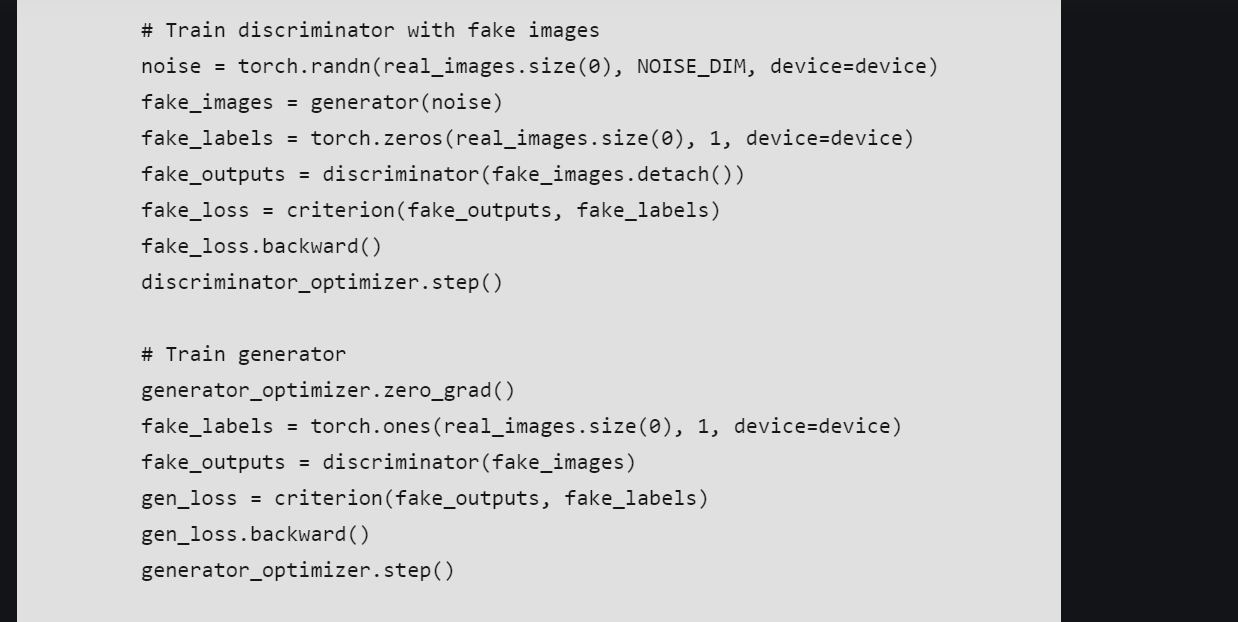 # Train discriminator with fake images
noise = torch.randn(real_images.size(0), NOISE_DIM, device=device)
fake_images = generator(noise)
fake_labels = torch.zeros(real_images.size(0), 1, device=device)
fake_outputs = discriminator(fake_images.detach())
fake_loss = criterion(fake_outputs, fake_labels)
fake_loss.backward()
discriminator_optimizer.step()

# Train generator
generator_optimizer.zero_grad()
fake_labels = torch.ones(real_images.size(0), 1, device=device)
fake_outputs = discriminator(fake_images)
gen_loss = criterion(fake_outputs, fake_labels)
gen_loss.backward()
generator_optimizer.step()